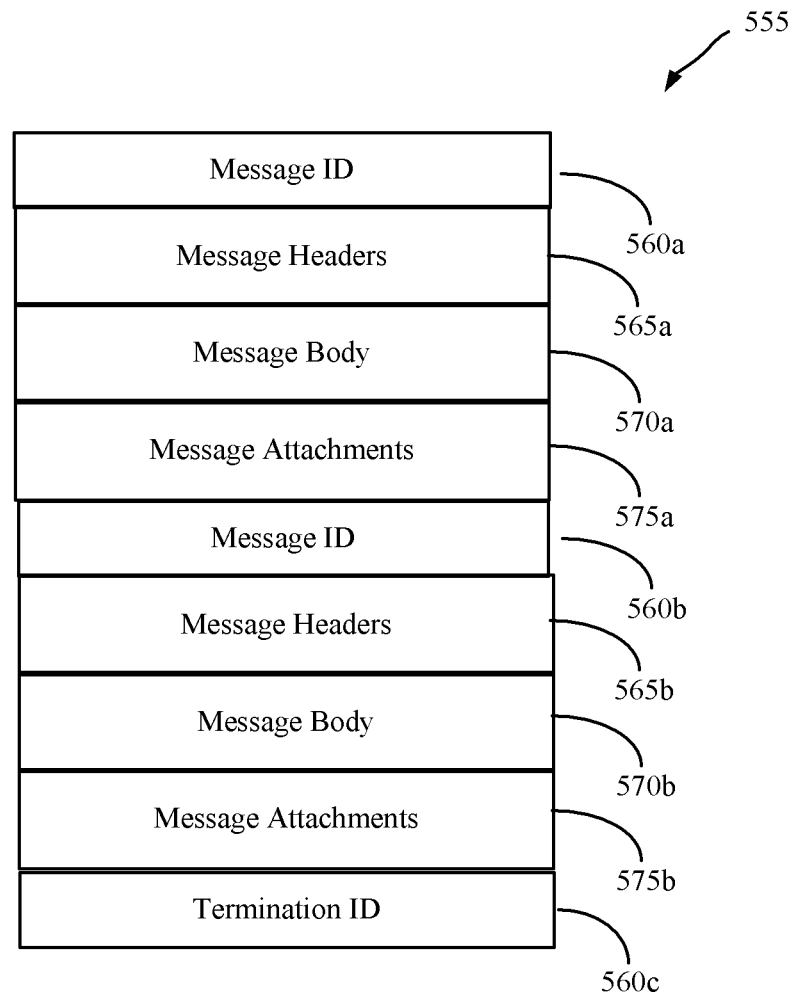 555
Message ID
560a
Message Headers
565a
Message Body
570a
Message Attachments
575a
Message ID
560b
Message Headers
565b
Message Body
570b
Message Attachments
575b
Termination ID
560c